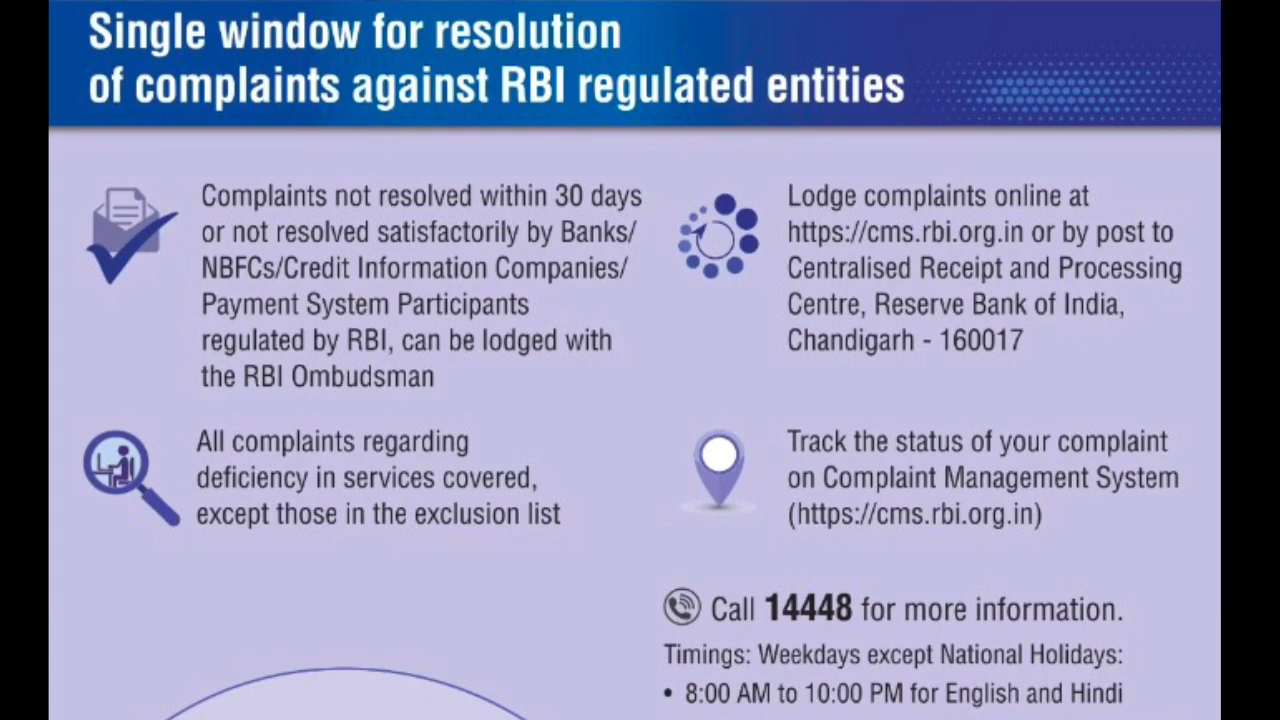 Single window for resolution
of complaints against RBI regulated entities
Complaints not resolved within 30 days
or not resolved satisfactorily by Banks/
NBFCs/Credit Information Companies/
Payment System Participants
regulated by RBI, can be lodged with
the RBI Ombudsman
All complaints regarding
deficiency in services covered,
except those in the exclusion list
Lodge complaints online at
https://cms.rbi.org.in or by post to
Centralised Receipt and Processing
Centre, Reserve Bank of India,
Chandigarh - 160017
Track the status of your complaint
on Complaint Management System
(https://cms.rbi.org.in)
Call 14448 for more information.
Timings: Weekdays except National Holidays:
• 8:00 AM to 10:00 PM for English and Hindi